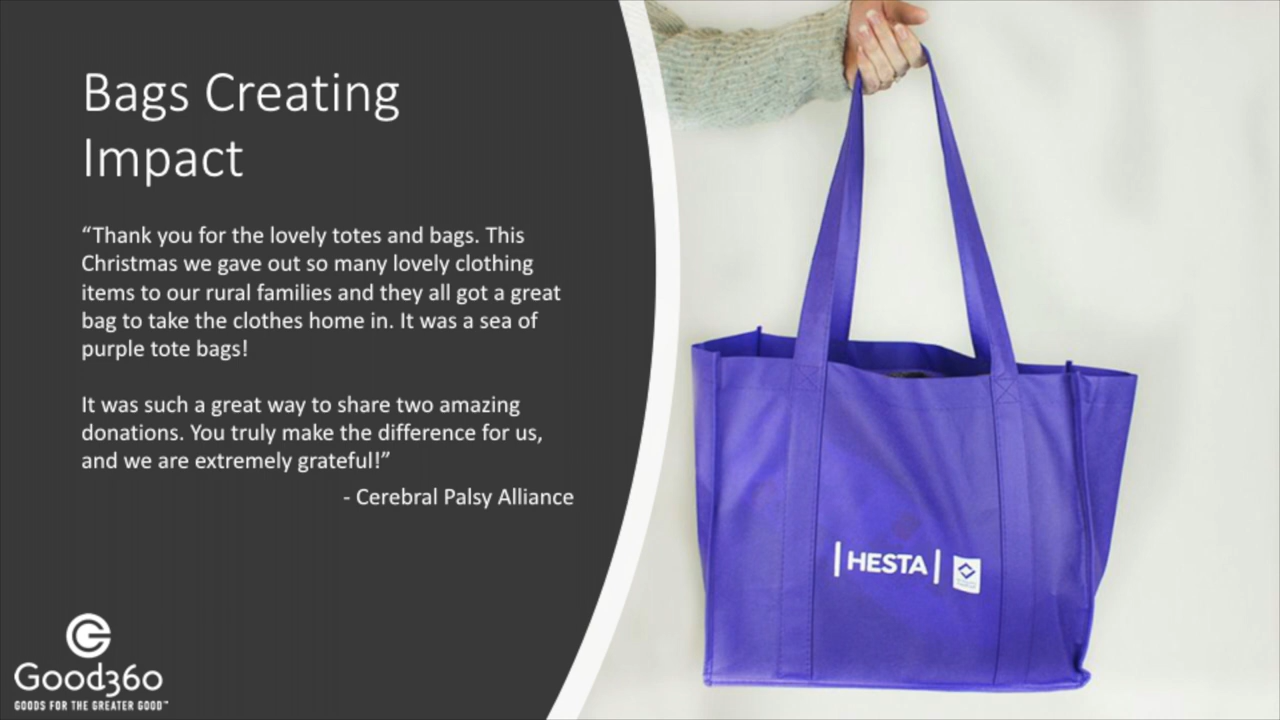 Bags Creating
Impact
“Thank you for the lovely totes and bags. This
Christmas we gave out so many lovely clothing
items to our rural families and they all got a great
bag to take the clothes home in. It was a sea of
purple tote bags!
It was such a great way to share two amazing
donations. You truly make the difference for us,
and we are extremely grateful!”
- Cerebral Palsy Alliance
Good360
GOODS FOR THE GREATER GOOD™
|HESTA|